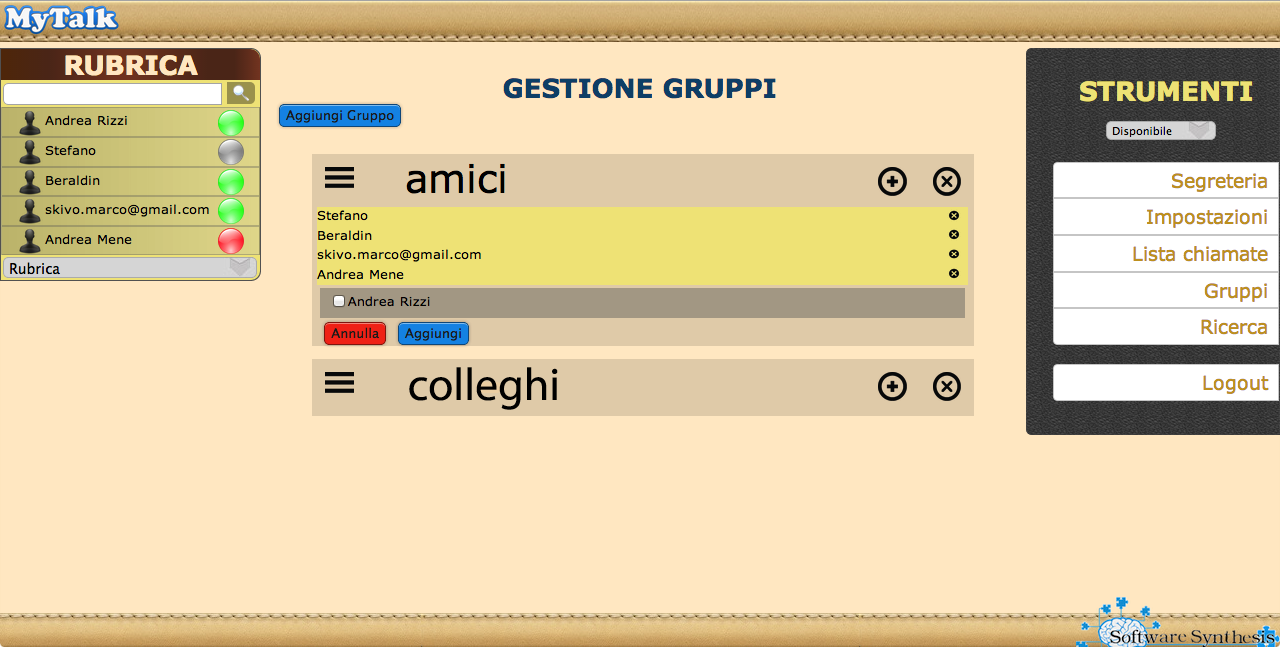 MyTalk
RUBRICA
Andrea Rizzi
Stefano
Beraldin
skivo.marco@gmail.com
Andrea Mene
Rubrica
GESTIONE GRUPPI
Aggiungi Gruppo
amici
Stefano
Beraldin
skivo.marco@gmail.com
Andrea Mene
Andrea Rizzi
Annulla Aggiungi
colleghi
STRUMENTI
Disponibile
Segreteria
Impostazioni
Lista chiamate
Gruppi
Ricerca
Logout
Software Synthesis